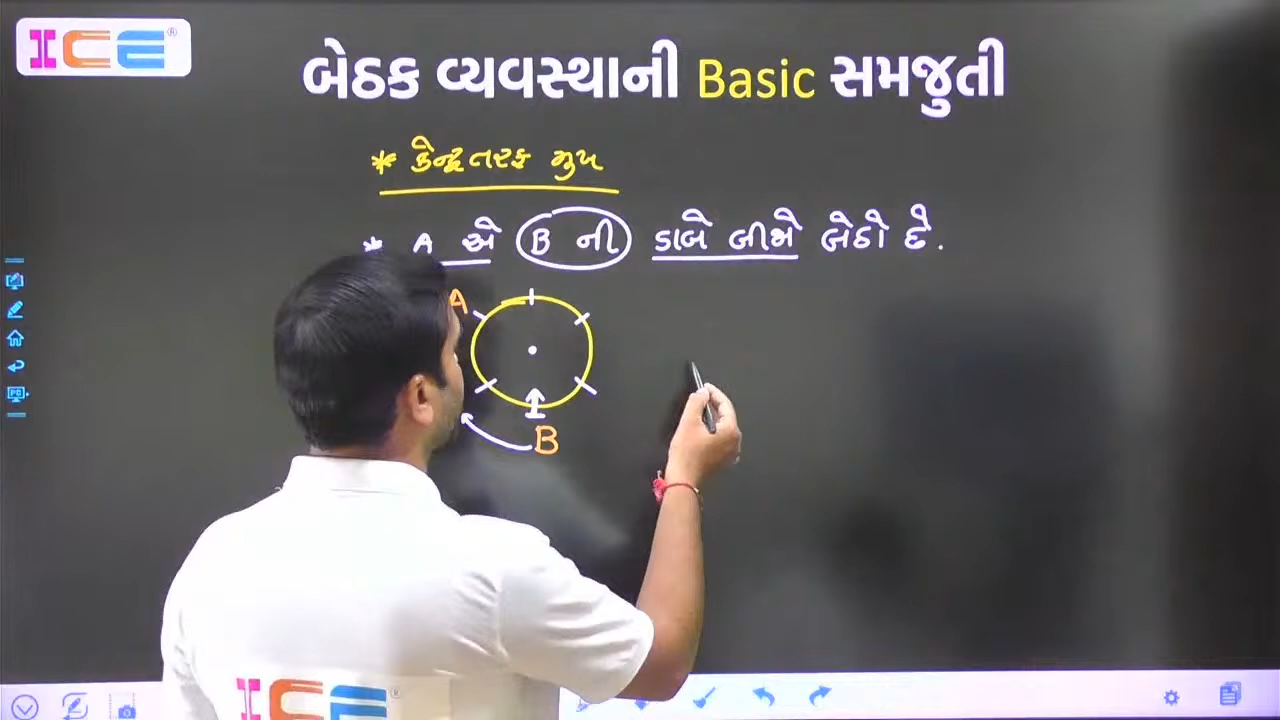 ICE®
બેઠક વ્યવસ્થાની Basic સમજુતી
* કેન્દ્રતરફ મુખ
* A એ B ની ડાબે બીજે બેઠો છે.
A
B
ICE®